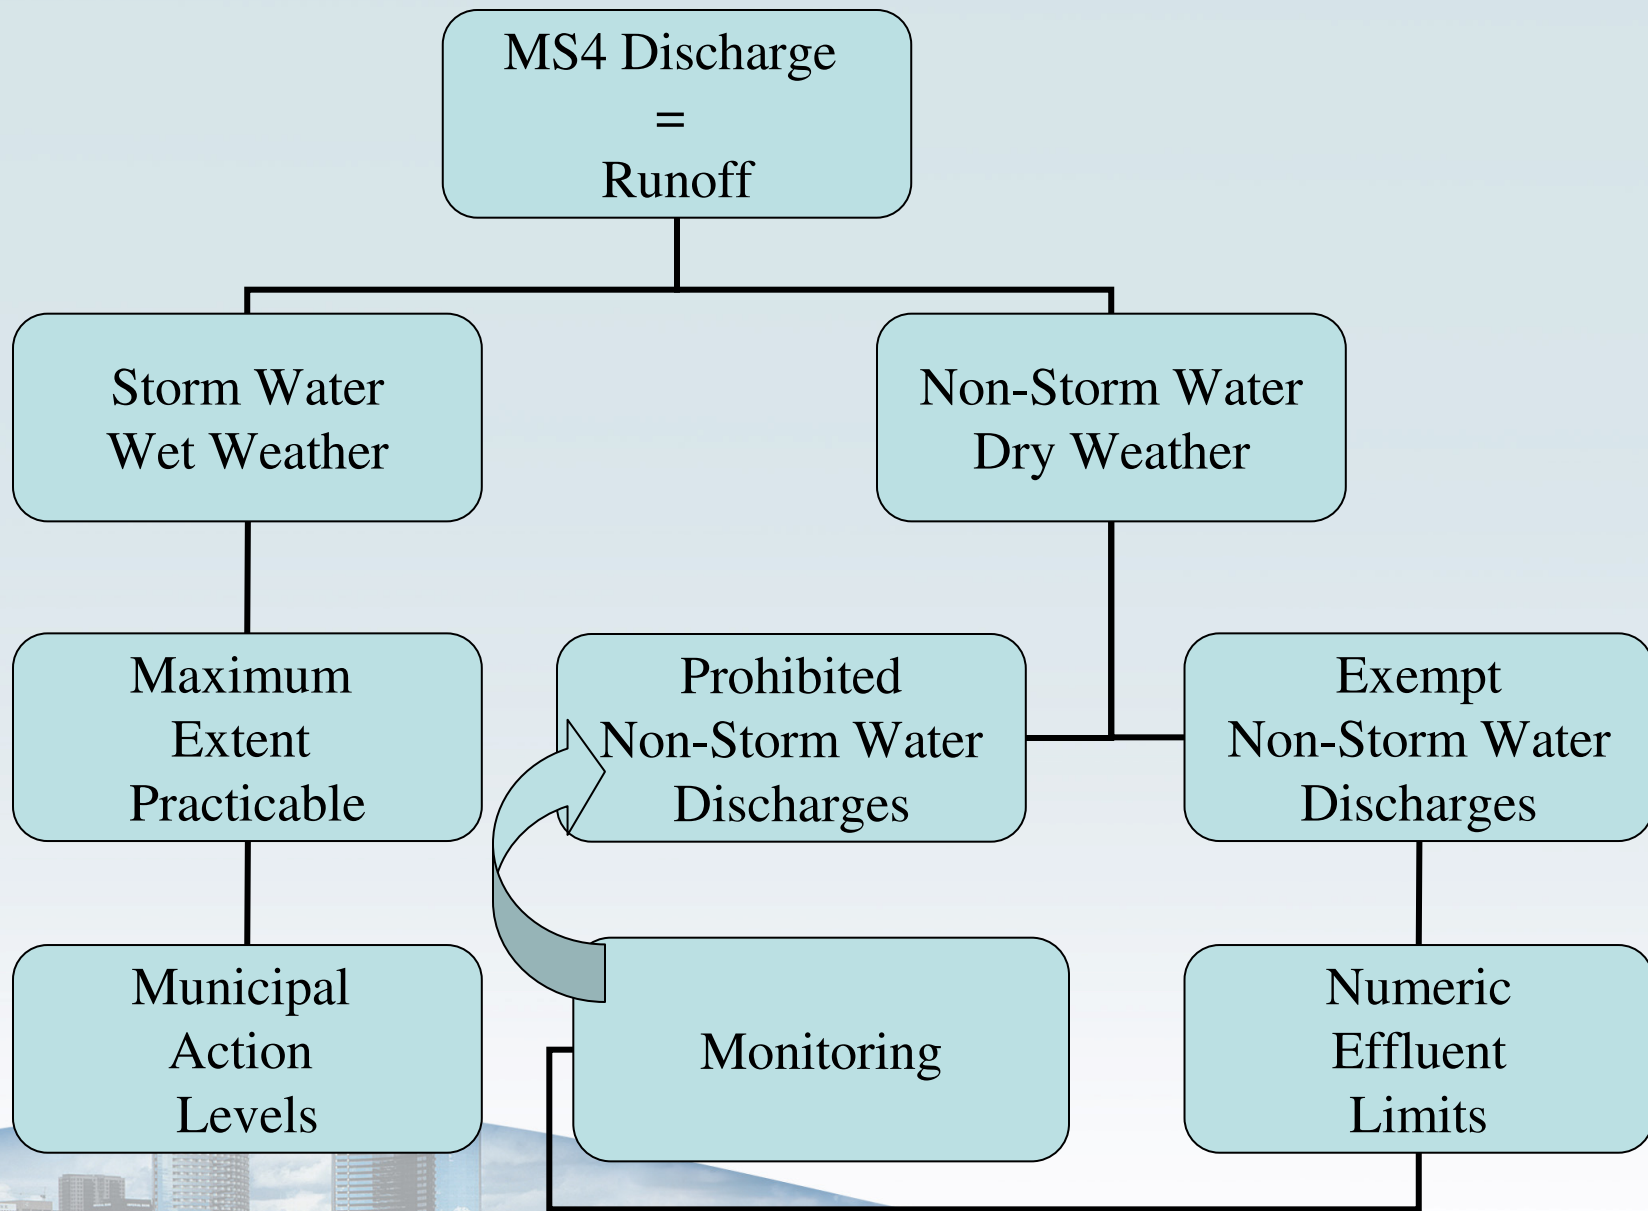 MS4 Discharge
=
Runoff
Storm Water
Wet Weather
Non-Storm Water
Dry Weather
Maximum
Extent
Practicable
Prohibited
Non-Storm Water
Discharges
Exempt
Non-Storm Water
Discharges
Municipal
Action
Levels
Monitoring
Numeric
Effluent
Limits